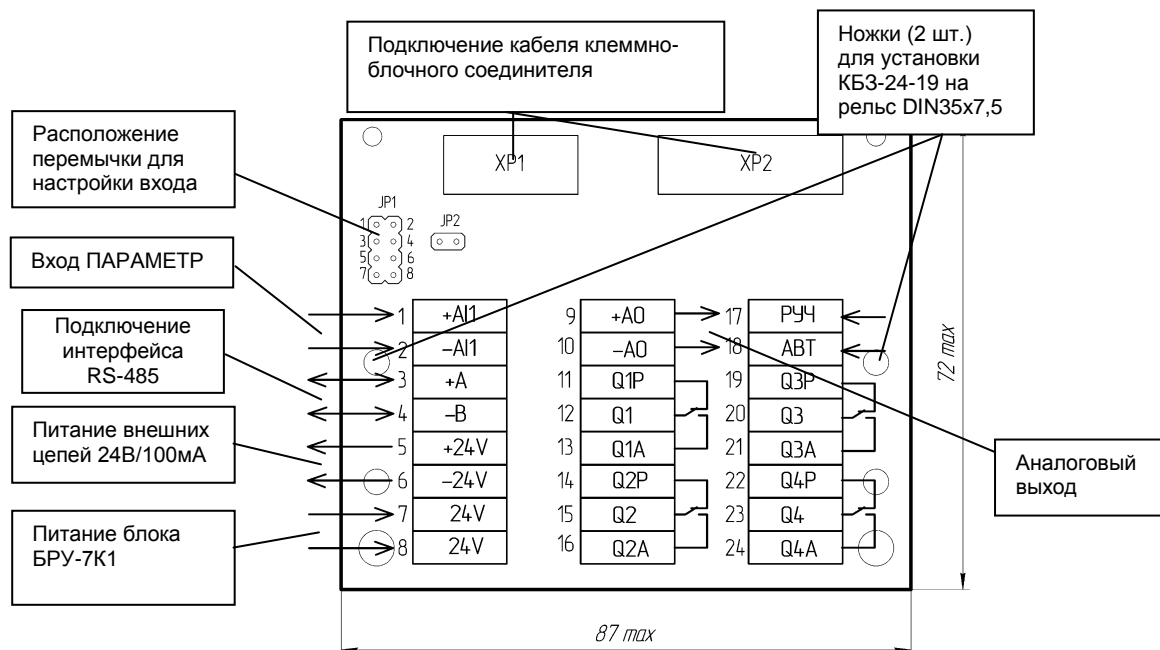 Подключение кабеля клеммно-
блочного соединителя
Ножки (2 шт.)
для установки
КБЗ-24-19 на
рельс DIN35х7,5
Расположение
перемычки для
настройки входа
XP1
XP2
JP1
1 2
3 4
5 6
7 8
JP2
Вход ПАРАМЕТР
Подключение
интерфейса
RS-485
Питание внешних
цепей 24В/100мА
Питание блока
БРУ-7К1
1 +AI1
2 –AI1
3 +A
4 –B
5 +24V
6 –24V
7 24V
8 24V
9 +AO
10 –AO
11 Q1P
12 Q1
13 Q1A
14 Q2P
15 Q2
16 Q2A
17 РУЧ
18 АВТ
19 Q3P
20 Q3
21 Q3A
22 Q4P
23 Q4
24 Q4A
Аналоговый
выход
72 max
87 max